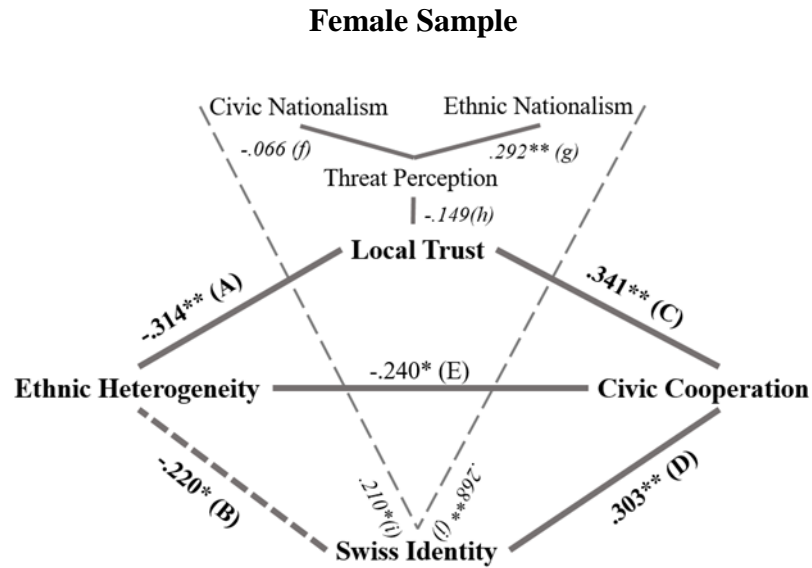 Female Sample
Civic Nationalism
Ethnic Nationalism
-.066 (f)
.292** (g)
Threat Perception
-.149(h)
Local Trust
-.314** (A)
.341** (C)
Ethnic Heterogeneity
-.240* (E)
Civic Cooperation
-.220* (B)
.210*(i)
.268**(j)
.303** (D)
Swiss Identity